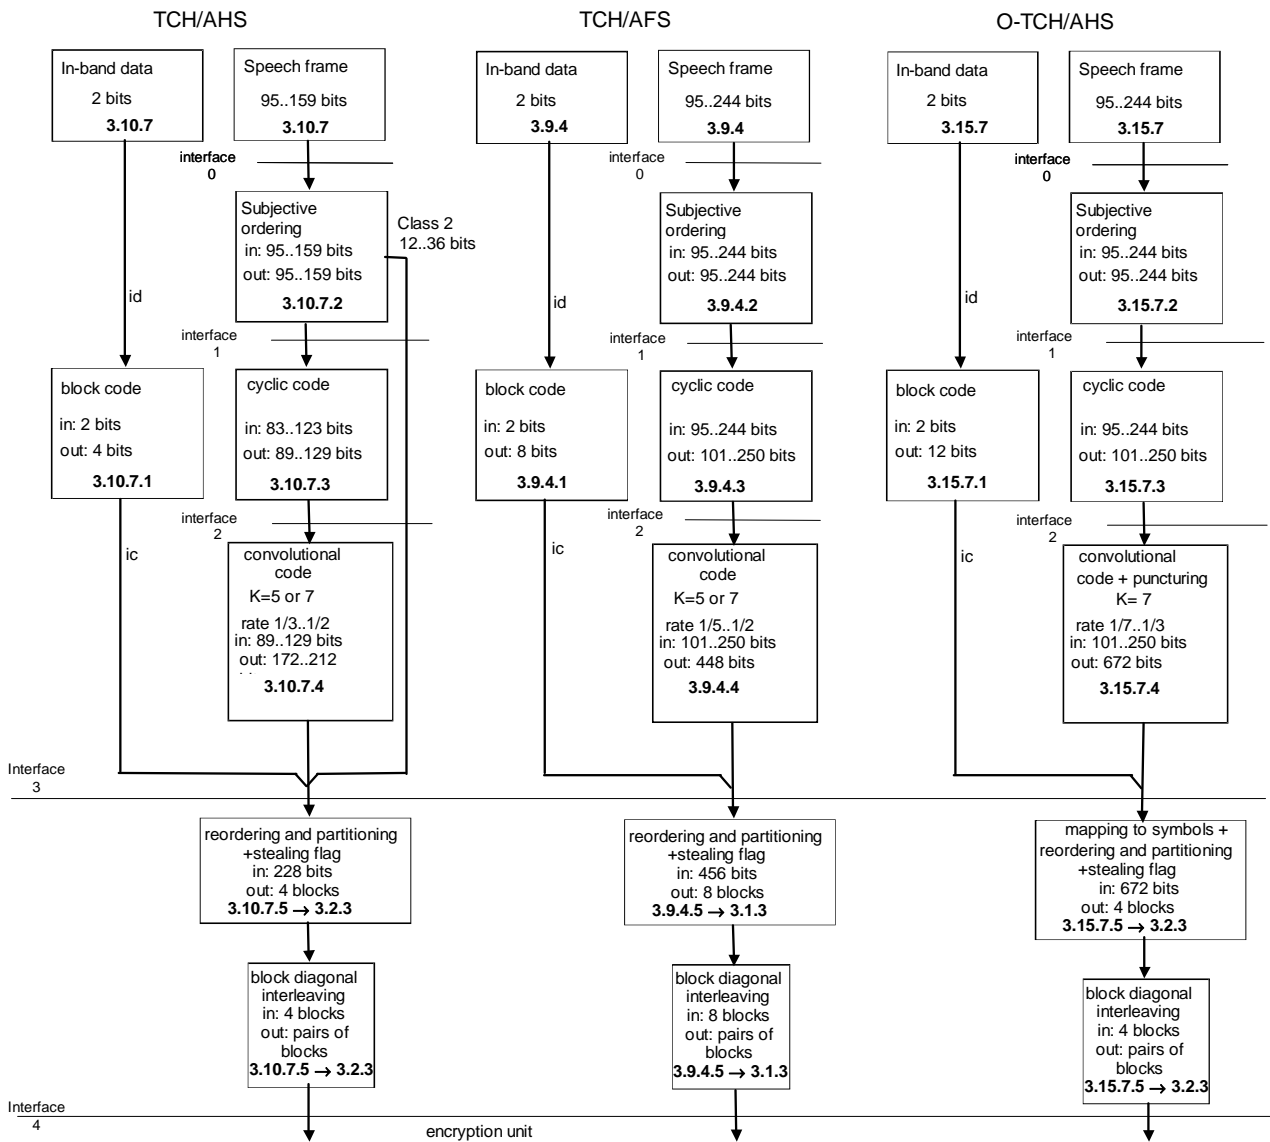 TCH/AHS
TCH/AFS
O-TCH/AHS
In-band data
2 bits
3.10.7
Speech frame
95..159 bits
3.10.7
In-band data
2 bits
3.9.4
Speech frame
95..244 bits
3.9.4
In-band data
2 bits
3.15.7
Speech frame
95..244 bits
3.15.7
interface
0
interface
0
interface
0
Subjective
ordering
in: 95..159 bits
out: 95..159 bits
3.10.7.2
Class 2
12..36 bits
id
Subjective
ordering
in: 95..244 bits
out: 95..244 bits
3.9.4.2
id
Subjective
ordering
in: 95..244 bits
out: 95..244 bits
3.15.7.2
id
interface
1
interface
1
interface
1
block code
in: 2 bits
out: 4 bits
3.10.7.1
cyclic code
in: 83..123 bits
out: 89..129 bits
3.10.7.3
block code
in: 2 bits
out: 8 bits
3.9.4.1
cyclic code
in: 95..244 bits
out: 101..250 bits
3.9.4.3
block code
in: 2 bits
out: 12 bits
3.15.7.1
cyclic code
in: 95..244 bits
out: 101..250 bits
3.15.7.3
interface
2
interface
2
interface
2
ic
convolutional
code
K=5 or 7
rate 1/3..1/2
in: 89..129 bits
out: 172..212
3.10.7.4
ic
convolutional
code
K=5 or 7
rate 1/5..1/2
in: 101..250 bits
out: 448 bits
3.9.4.4
ic
convolutional
code + puncturing
K= 7
rate 1/7..1/3
in: 101..250 bits
out: 672 bits
3.15.7.4
Interface
3
reordering and partitioning
+stealing flag
in: 228 bits
out: 4 blocks
3.10.7.5 → 3.2.3
reordering and partitioning
+stealing flag
in: 456 bits
out: 8 blocks
3.9.4.5 → 3.1.3
mapping to symbols +
reordering and partitioning
+stealing flag
in: 672 bits
out: 4 blocks
3.15.7.5 → 3.2.3
block diagonal
interleaving
in: 4 blocks
out: pairs of
blocks
3.10.7.5 → 3.2.3
block diagonal
interleaving
in: 8 blocks
out: pairs of
blocks
3.9.4.5 → 3.1.3
block diagonal
interleaving
in: 4 blocks
out: pairs of
blocks
3.15.7.5 → 3.2.3
Interface
4
encryption unit